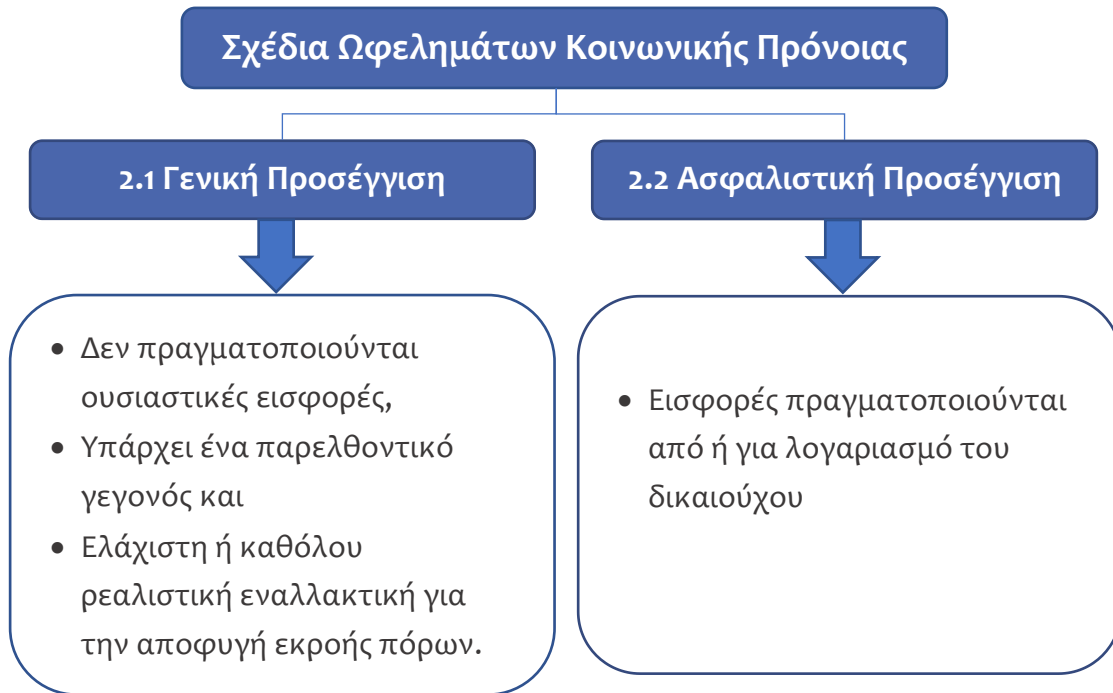 Σχέδια Ωφελημάτων Κοινωνικής Πρόνοιας
2.1 Γενική Προσέγγιση
• Δεν πραγματοποιούνται
ουσιαστικές εισφορές,
• Υπάρχει ένα παρελθοντικό
γεγονός και
• Ελάχιστη ή καθόλου
ρεαλιστική εναλλακτική για
την αποφυγή εκροής πόρων.
2.2 Ασφαλιστική Προσέγγιση
• Εισφορές πραγματοποιούνται
από ή για λογαριασμό του
δικαιούχου